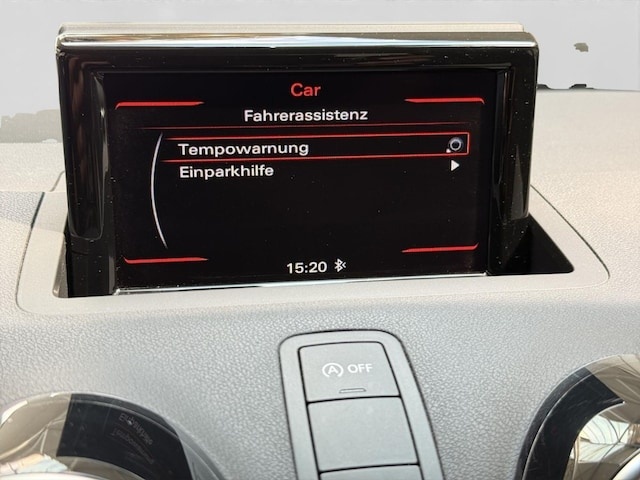 Car
Fahrerassistenz
Tempowarnung
Einparkhilfe
15:20
A OFF